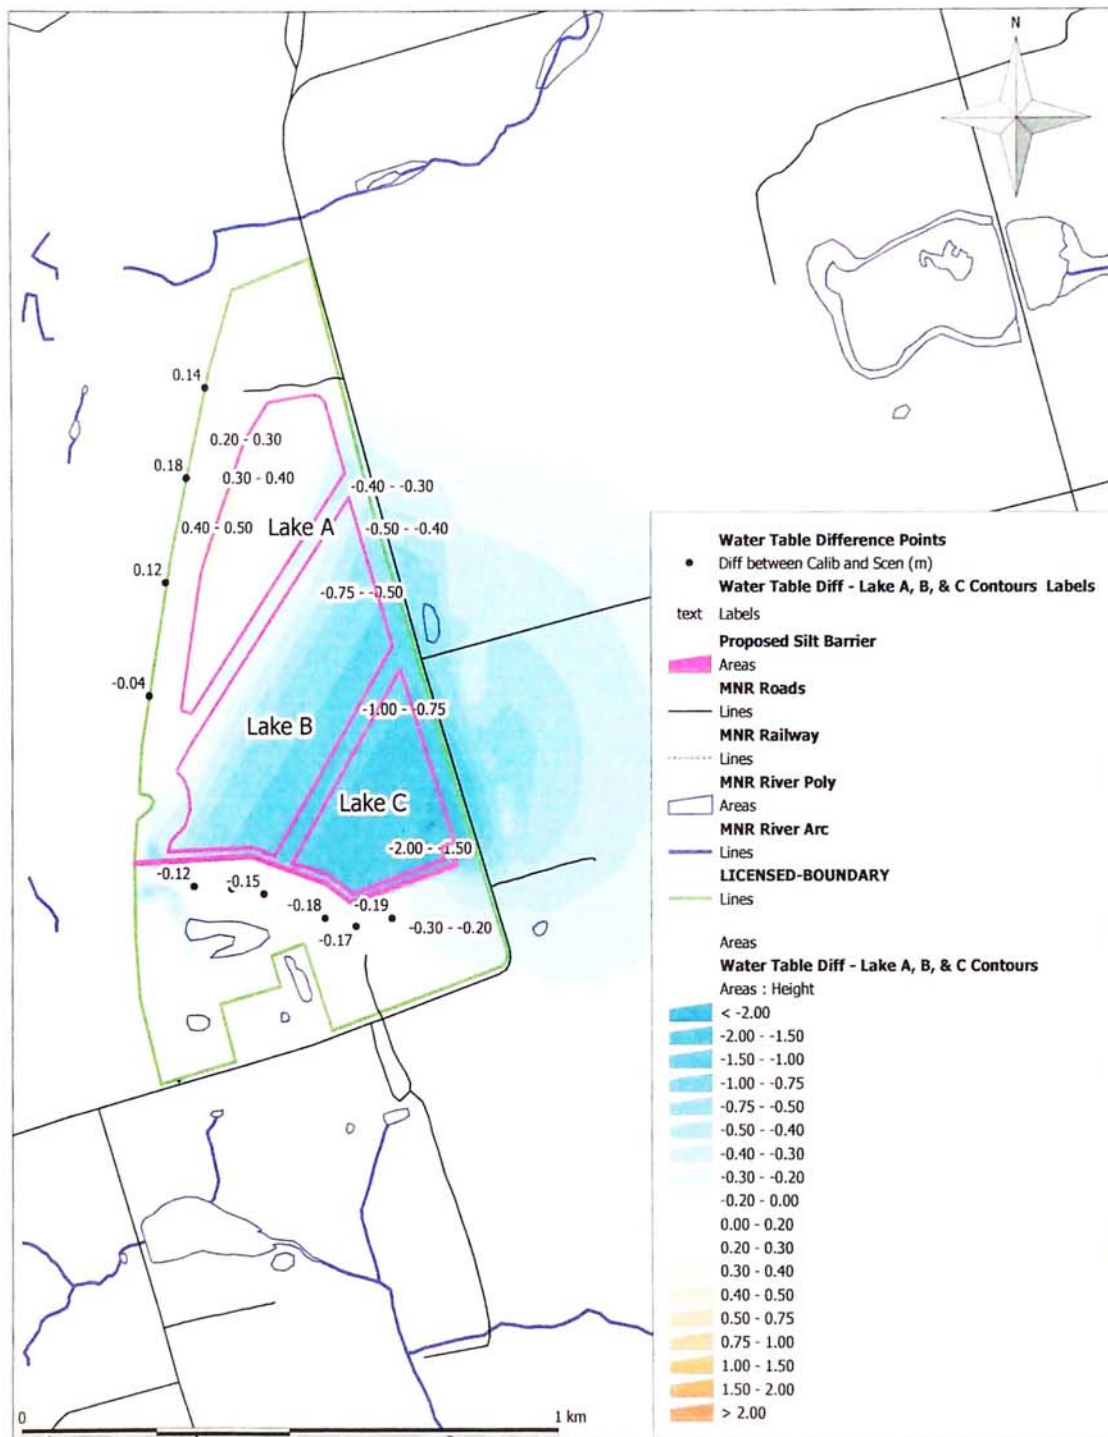 N
0.14
0.20 - 0.30
0.18
0.30 - 0.40
-0.40 - -0.30
0.40 - 0.50
Lake A
-0.50 - -0.40
0.12
-0.75 - -0.50
-0.04
-1.00 - -0.75
Lake B
Lake C
-2.00 - -1.50
-0.12
-0.15
-0.18
-0.19
-0.17
-0.30 - -0.20
Water Table Difference Points
Diff between Calib and Scen (m)
Water Table Diff - Lake A, B, & C Contours Labels
text Labels
Proposed Silt Barrier
Areas
MNR Roads
Lines
MNR Railway
Lines
MNR River Poly
Areas
MNR River Arc
Lines
LICENSED-BOUNDARY
Lines
Areas
Water Table Diff - Lake A, B, & C Contours
Areas : Height
< -2.00
-2.00 - -1.50
-1.50 - -1.00
-1.00 - -0.75
-0.75 - -0.50
-0.50 - -0.40
-0.40 - -0.30
-0.30 - -0.20
-0.20 - 0.00
0.00 - 0.20
0.20 - 0.30
0.30 - 0.40
0.40 - 0.50
0.50 - 0.75
0.75 - 1.00
1.00 - 1.50
1.50 - 2.00
> 2.00
0 1 km